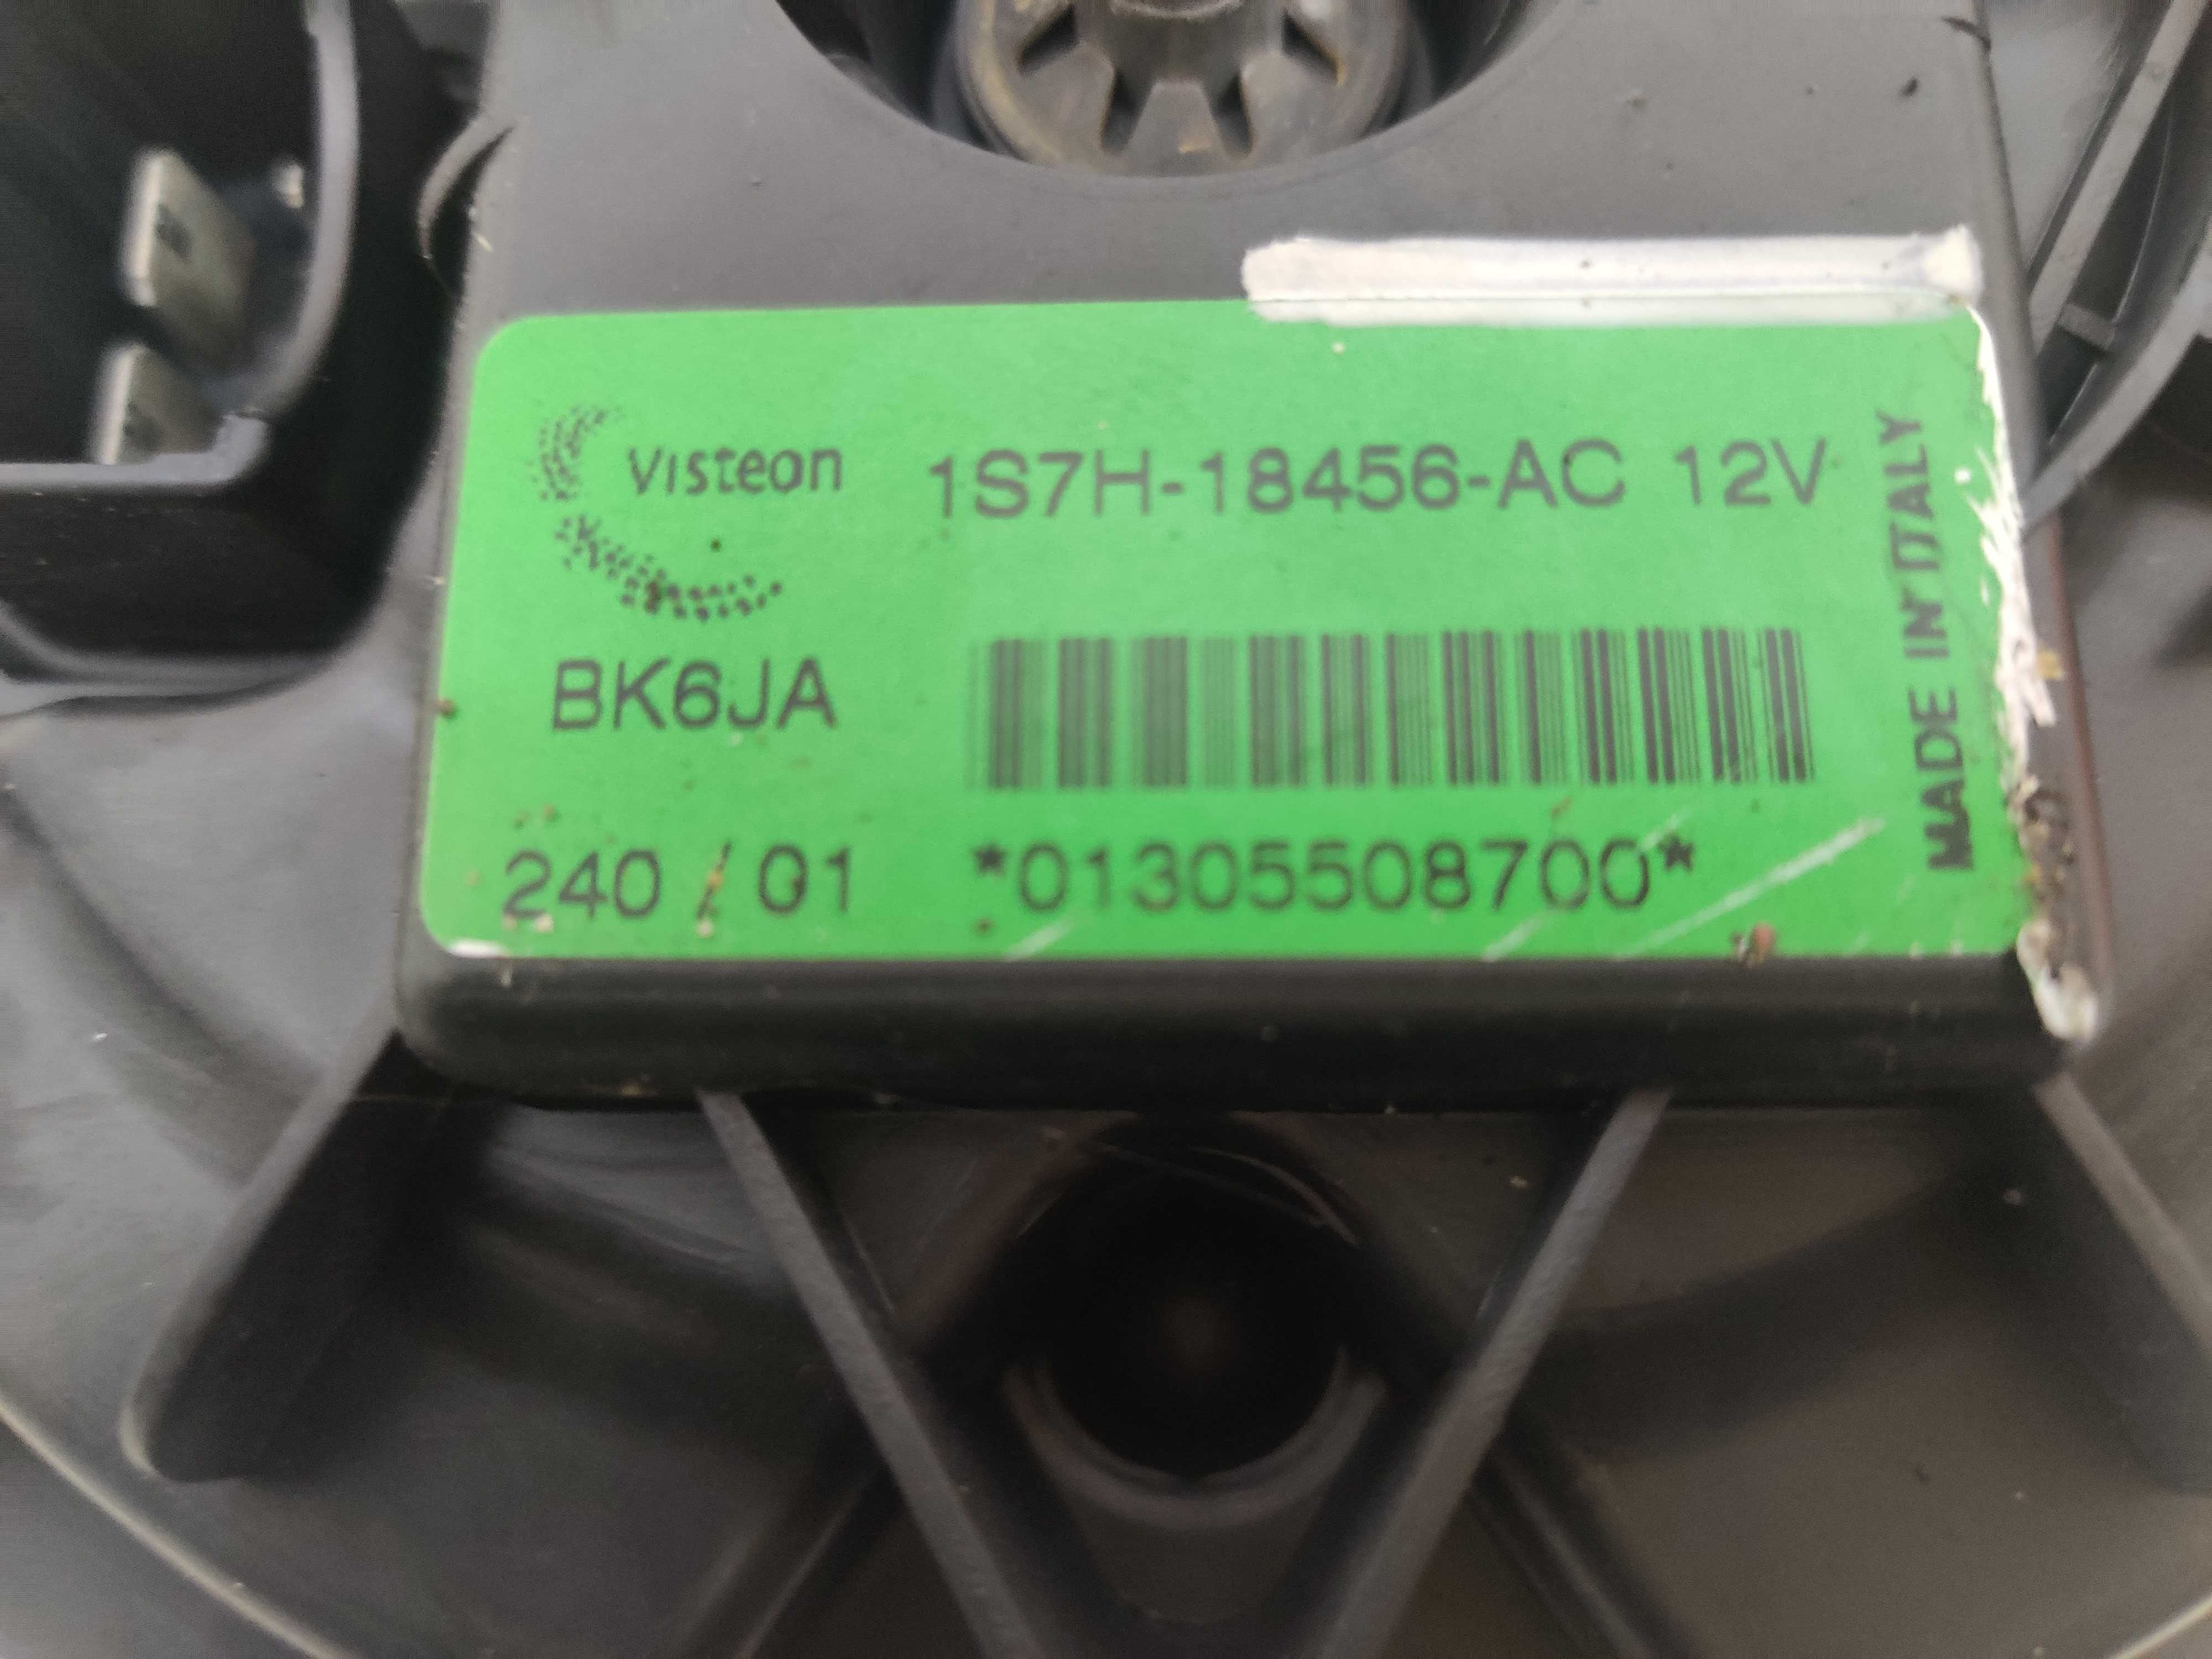 Visteon 1S7H-18456-AC 12V
BK6JA
240 / 01 *01305508700*
MADE IN ITALY